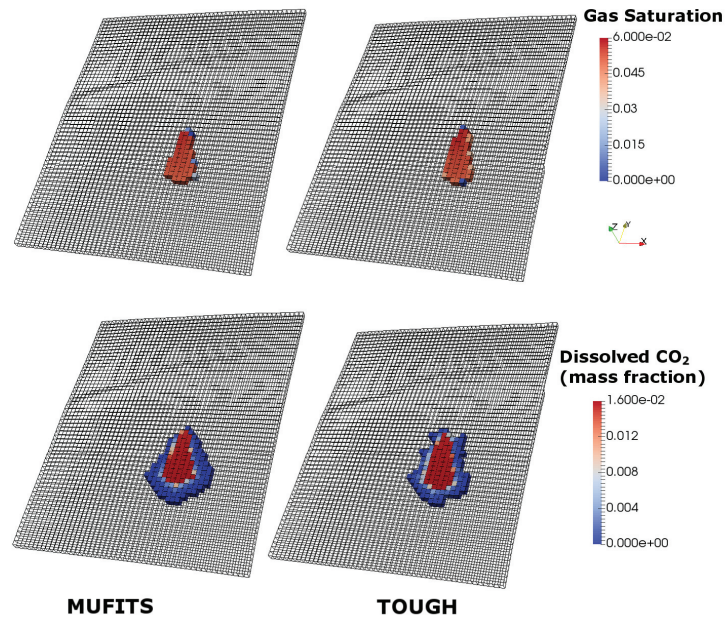 Gas Saturation
6.000e-02
0.045
0.03
0.015
0.000e+00
Z
Y
X
Dissolved CO₂
(mass fraction)
1.600e-02
0.012
0.008
0.004
0.000e+00
MUFITS
TOUGH